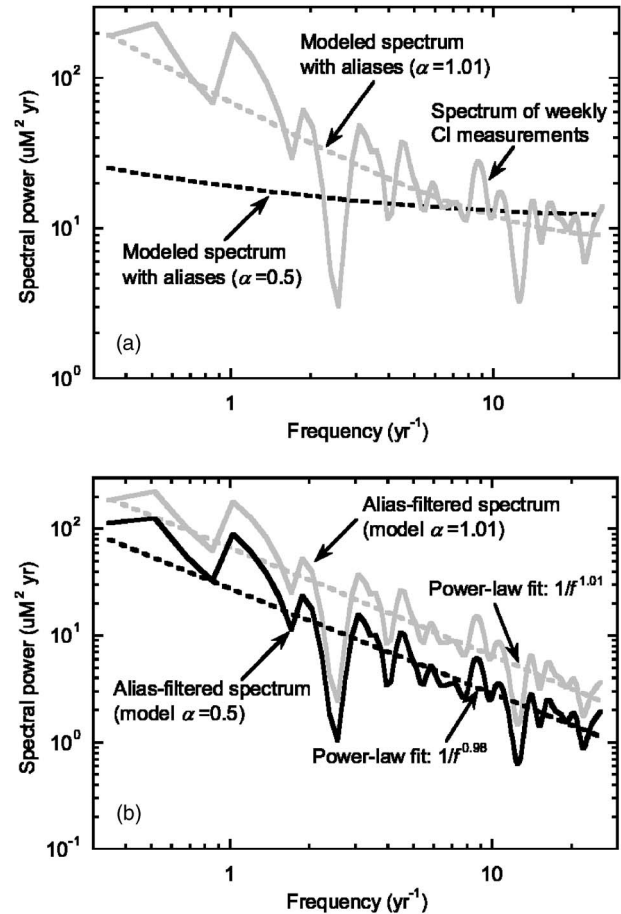 10²
10¹
10⁰
Spectral power (uM² yr)
Modeled spectrum
with aliases (α=1.01)
Spectrum of weekly
Cl measurements
Modeled spectrum
with aliases (α=0.5)
(a)
1
10
Frequency (yr⁻¹)
10²
10¹
10⁰
10⁻¹
Spectral power (uM² yr)
Alias-filtered spectrum
(model α=1.01)
Power-law fit: 1/f¹·⁰¹
Alias-filtered spectrum
(model α=0.5)
Power-law fit: 1/f⁰·⁹⁸
(b)
1
10
Frequency (yr⁻¹)